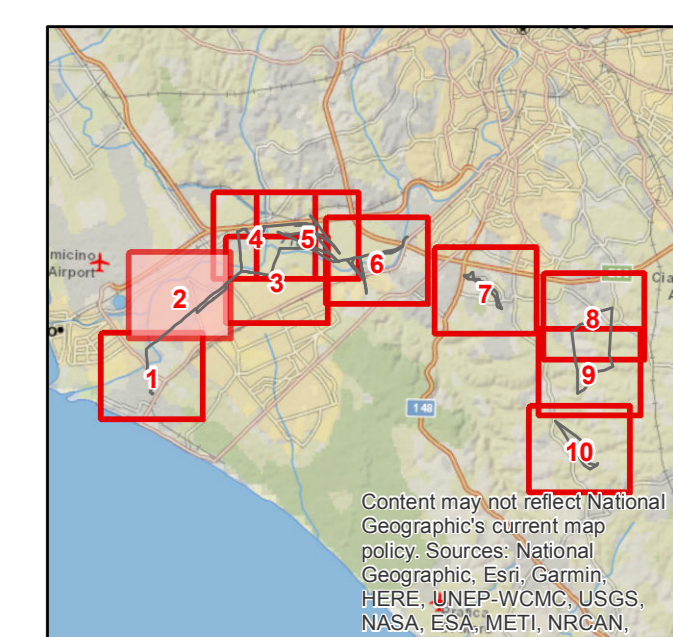 4
5
6
micino
Airport
2
3
7
Cia
8
1
9
148
10
Content may not reflect National
Geographic's current map
policy. Sources: National
Geographic, Esri, Garmin,
HERE, UNEP-WCMC, USGS,
NASA, ESA, METI, NRCAN,